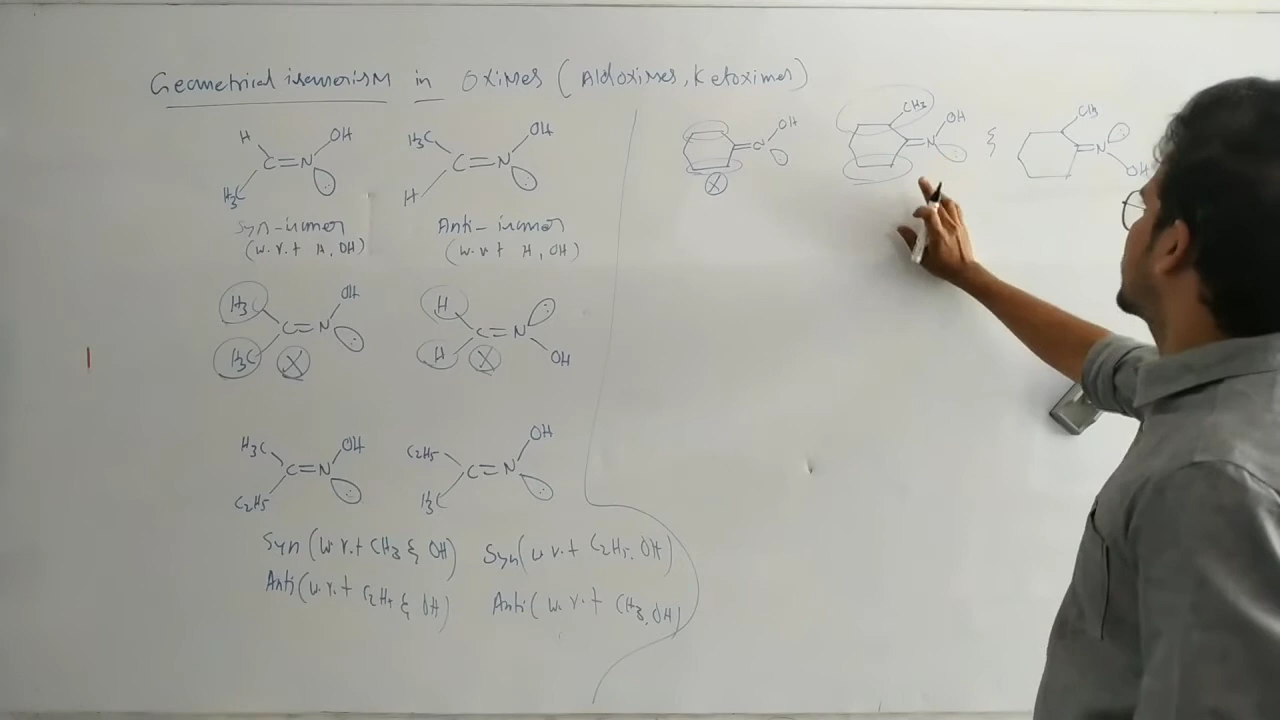 Geometrical isomerism in Oximes (Aldoximes, Ketoximes)
H OH
C=N
H3C
H3C OH
C=N
H
Syn-isomer
(w.r.t H, OH)
Anti-isomer
(w.r.t H, OH)
H3C OH
C=N
H3C X
H
C=N
H X OH
H3C OH
C=N
C2H5
C2H5 OH
C=N
H3C
Syn (w.r.t CH3 & OH)
Anti (w.r.t C2H5 & OH)
Syn (w.r.t C2H5, OH)
Anti (w.r.t CH3, OH)
OH
X
CH3 OH
=N
&
CH3
=N
OH